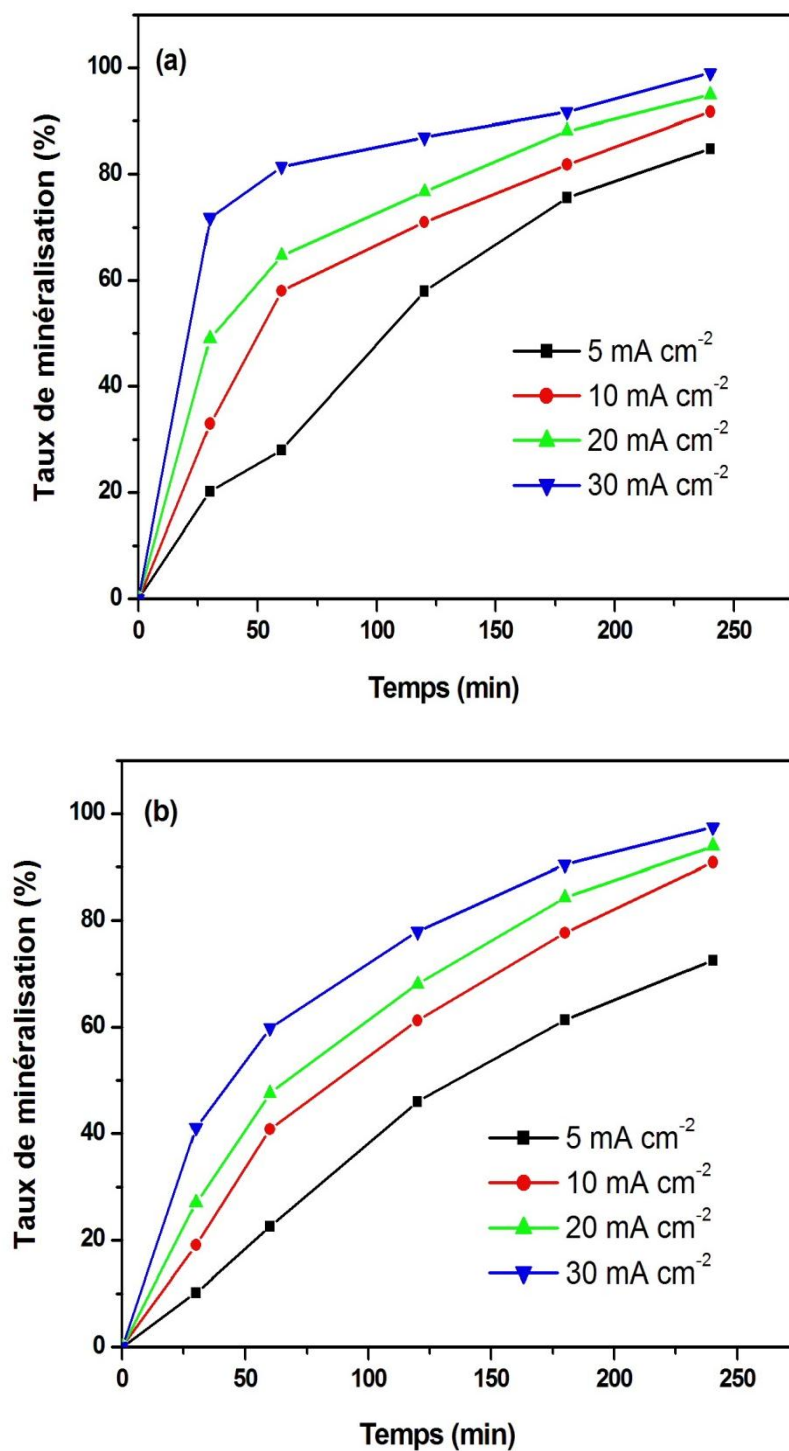 (a)
Taux de minéralisation (%)
100
80
60
40
20
0
5 mA cm-2
10 mA cm-2
20 mA cm-2
30 mA cm-2
0 50 100 150 200 250
Temps (min)
(b)
Taux de minéralisation (%)
100
80
60
40
20
0
5 mA cm-2
10 mA cm-2
20 mA cm-2
30 mA cm-2
0 50 100 150 200 250
Temps (min)